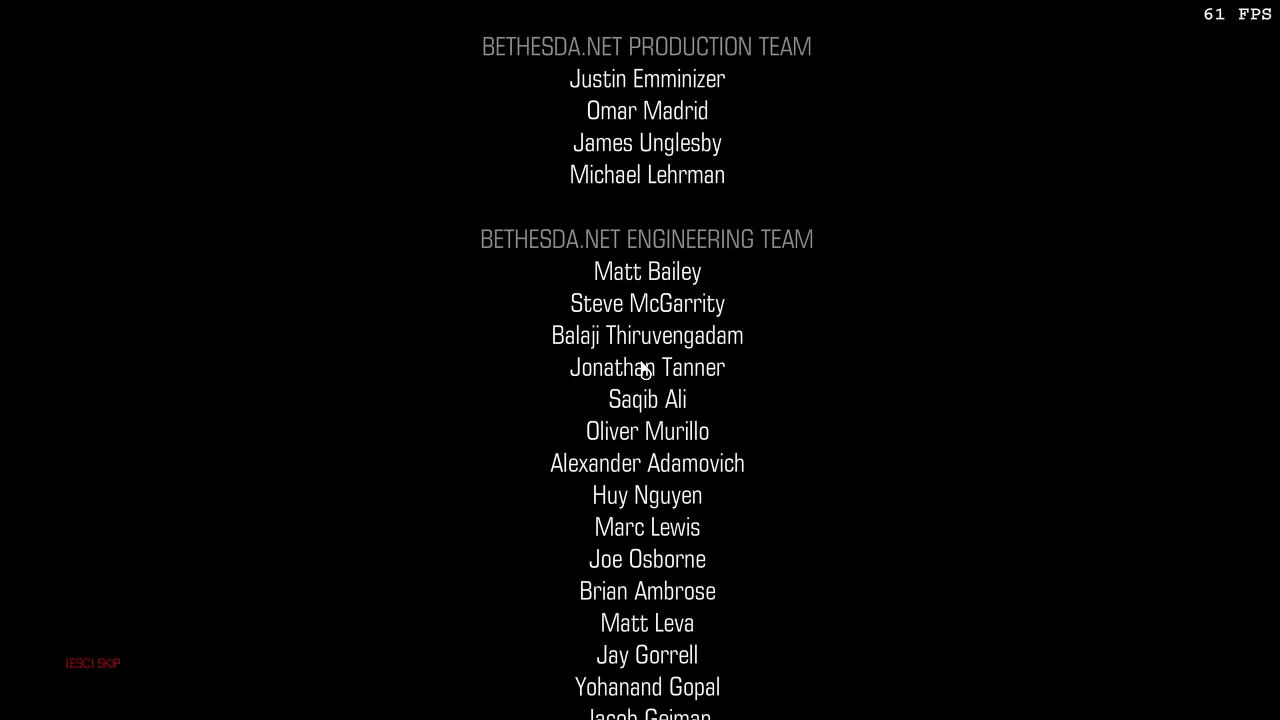 61 FPS
BETHESDA.NET PRODUCTION TEAM
Justin Emminizer
Omar Madrid
James Unglesby
Michael Lehrman
BETHESDA.NET ENGINEERING TEAM
Matt Bailey
Steve McGarrity
Balaji Thiruvengadam
Jonathan Tanner
Saqib Ali
Oliver Murillo
Alexander Adamovich
Huy Nguyen
Marc Lewis
Joe Osborne
Brian Ambrose
Matt Leva
Jay Gorrell
Yohanand Gopal
[ESC] SKIP
Jacob Geiman